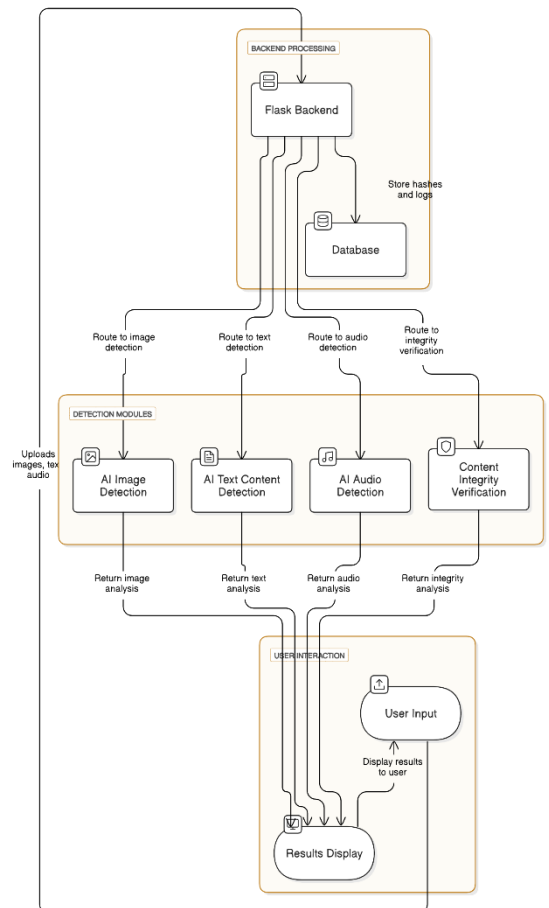 BACKEND PROCESSING
Flask Backend
Store hashes
and logs
Database
Route to image
detection
Route to text
detection
Route to audio
detection
Route to
integrity
verification
DETECTION MODULES
Uploads
images, tex
audio
AI Image
Detection
AI Text Content
Detection
AI Audio
Detection
Content
Integrity
Verification
Return image
analysis
Return text
analysis
Return audio
analysis
Return integrity
analysis
USER INTERACTION
User Input
Display results
to user
Results Display